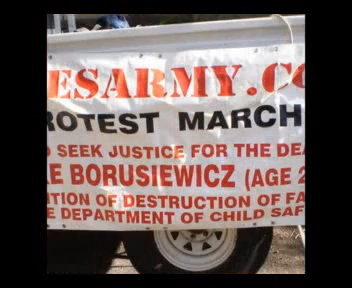 ESARMY.CO
ROTEST MARCH
O SEEK JUSTICE FOR THE DEA
E BORUSIEWICZ (AGE 2
TION OF DESTRUCTION OF FA
E DEPARTMENT OF CHILD SAF